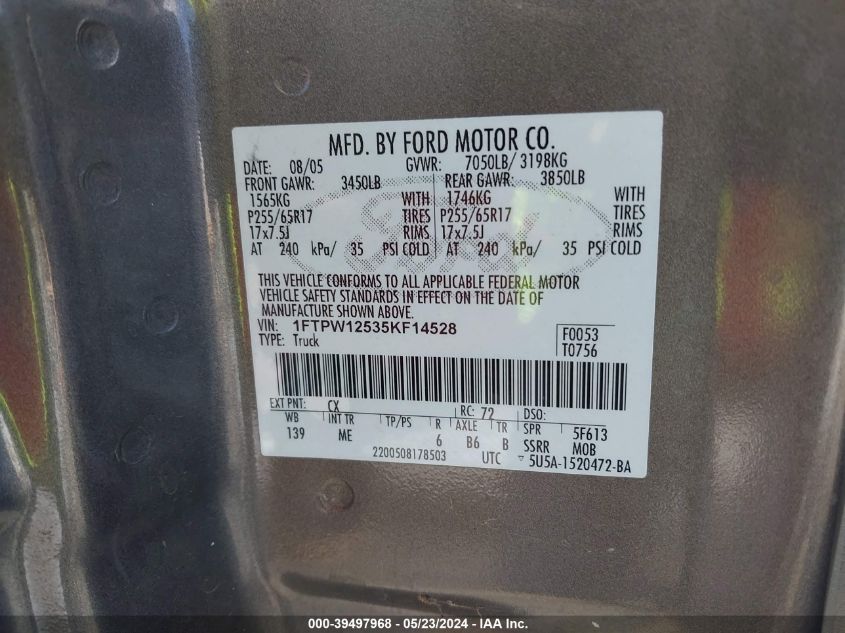 MFD. BY FORD MOTOR CO.
DATE: 08/05 GVWR: 7050LB/ 3198KG
FRONT GAWR: 3450LB REAR GAWR: 3850LB
1565KG WITH 1746KG WITH
P255/65R17 TIRES P255/65R17 TIRES
17x7.5J RIMS 17x7.5J RIMS
AT 240 kPa/ 35 PSI COLD AT 240 kPa/ 35 PSI COLD
Ford
THIS VEHICLE CONFORMS TO ALL APPLICABLE FEDERAL MOTOR
VEHICLE SAFETY STANDARDS IN EFFECT ON THE DATE OF
MANUFACTURE SHOWN ABOVE.
VIN: 1FTPW12535KF14528 F0053
TYPE: Truck T0756
EXT PNT: CX RC: 72 DSO:
WB INT TR TP/PS R AXLE TR SPR 5F613
139 ME 6 B6 B SSRR MOB
2200508178503 UTC 5U5A-1520472-BA
000-39497968 - 05/23/2024 - IAAI Inc.